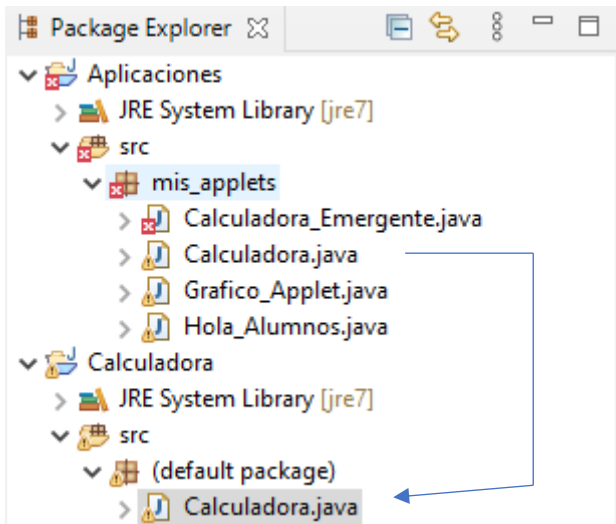 Package Explorer
Aplicaciones
JRE System Library [jre7]
src
mis_applets
Calculadora_Emergente.java
Calculadora.java
Grafico_Applet.java
Hola_Alumnos.java
Calculadora
JRE System Library [jre7]
src
(default package)
Calculadora.java